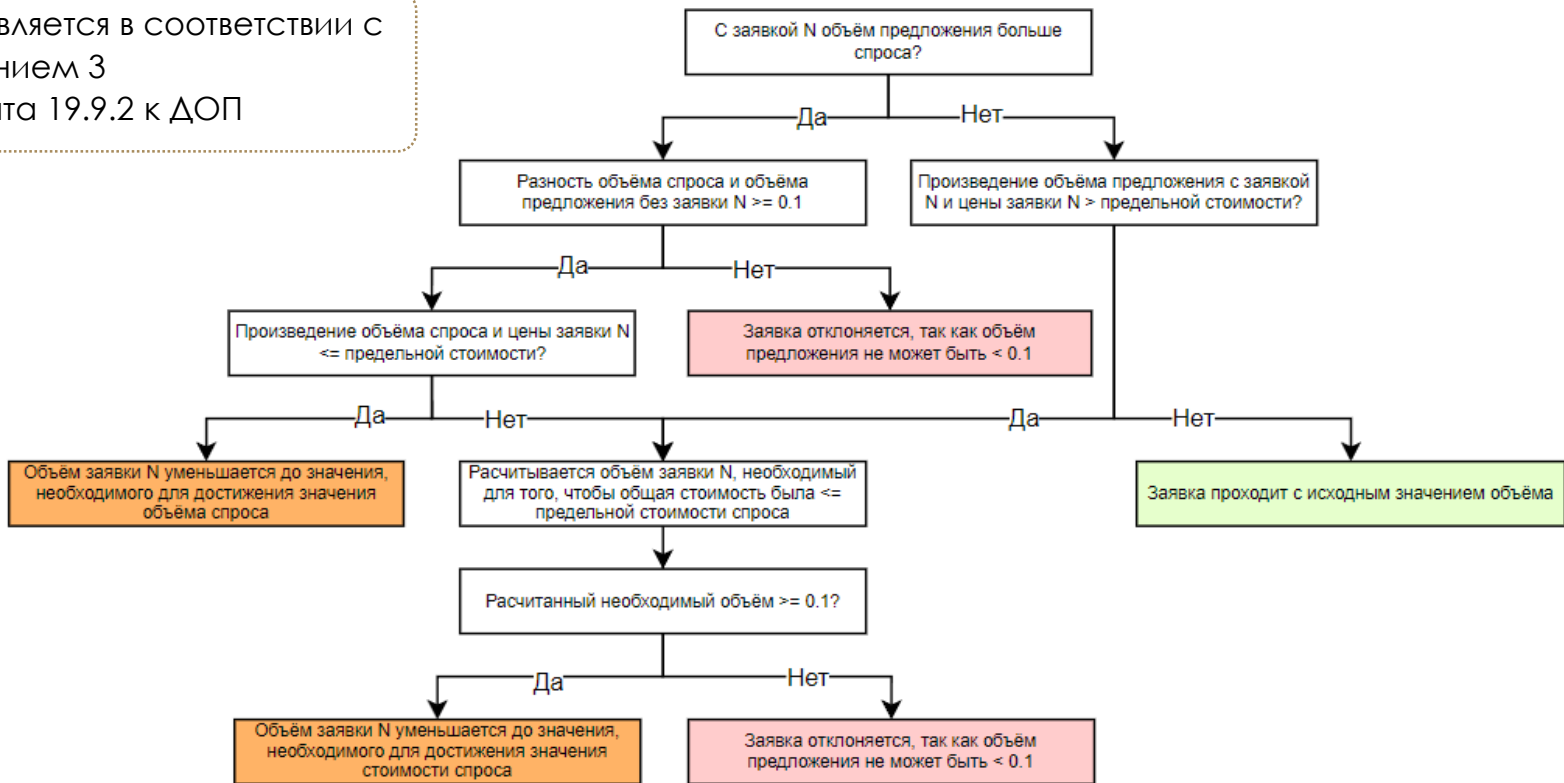 вляется в соответствии с
нием 3
та 19.9.2 к ДОП
С заявкой N объём предложения больше
спроса?
Да
Нет
Разность объёма спроса и объёма
предложения без заявки N >= 0.1
Произведение объёма предложения с заявкой
N и цены заявки N > предельной стоимости?
Да
Нет
Произведение объёма спроса и цены заявки N
<= предельной стоимости?
Заявка отклоняется, так как объём
предложения не может быть < 0.1
Да
Нет
Да
Нет
Объём заявки N уменьшается до значения,
необходимого для достижения значения
объёма спроса
Расчитывается объём заявки N, необходимый
для того, чтобы общая стоимость была <=
предельной стоимости спроса
Заявка проходит с исходным значением объёма
Расчитанный необходимый объём >= 0.1?
Да
Нет
Объём заявки N уменьшается до значения,
необходимого для достижения значения
стоимости спроса
Заявка отклоняется, так как объём
предложения не может быть < 0.1